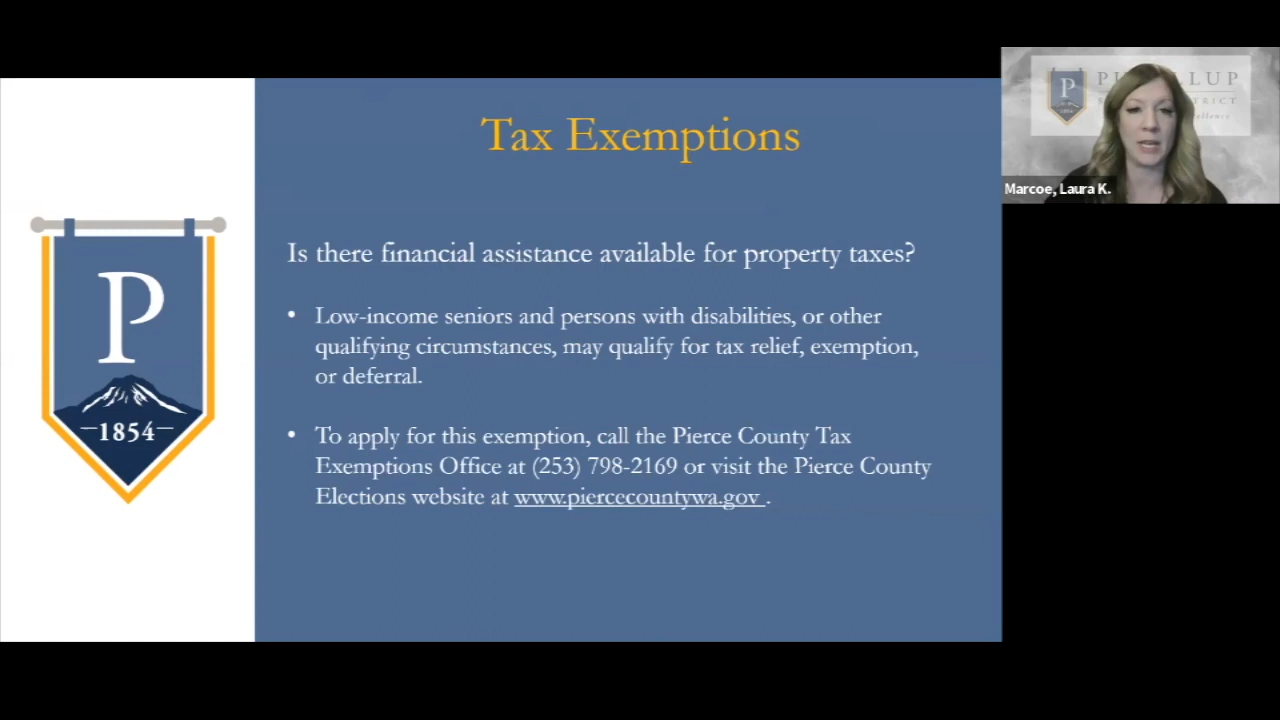 Tax Exemptions
Is there financial assistance available for property taxes?
• Low-income seniors and persons with disabilities, or other
qualifying circumstances, may qualify for tax relief, exemption,
or deferral.
• To apply for this exemption, call the Pierce County Tax
Exemptions Office at (253) 798-2169 or visit the Pierce County
Elections website at www.piercecountywa.gov .
P
1854
P
1854
Marcoe, Laura K.